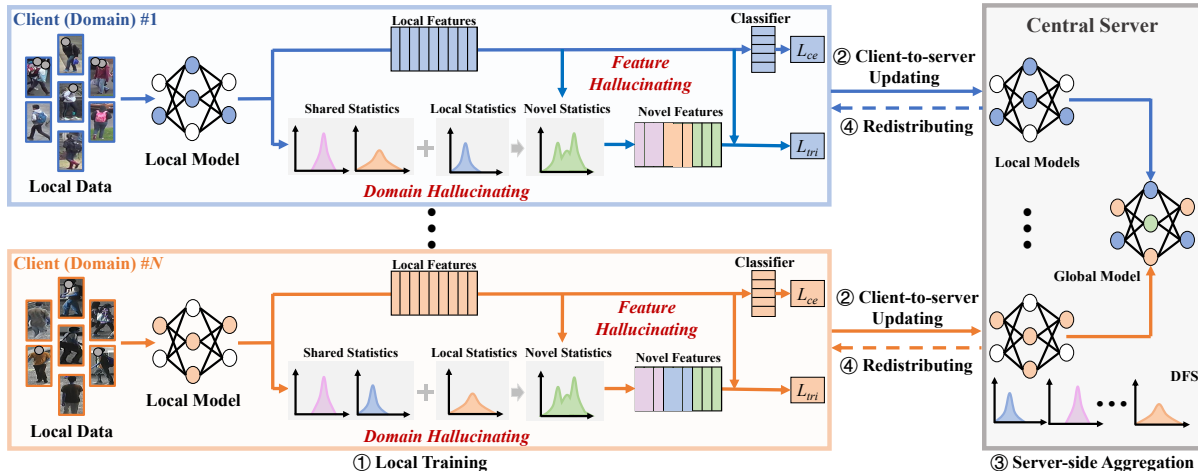 Client (Domain) #1
Local Data
Local Model
Local Features
Classifier
L_ce
Feature
Hallucinating
Shared Statistics
Local Statistics
Novel Statistics
Novel Features
L_tri
Domain Hallucinating
② Client-to-server
Updating
④ Redistributing
Central Server
Local Models
Global Model
DFS
③ Server-side Aggregation
Client (Domain) #N
Local Data
Local Model
Local Features
Classifier
L_ce
Feature
Hallucinating
Shared Statistics
Local Statistics
Novel Statistics
Novel Features
L_tri
Domain Hallucinating
② Client-to-server
Updating
④ Redistributing
① Local Training